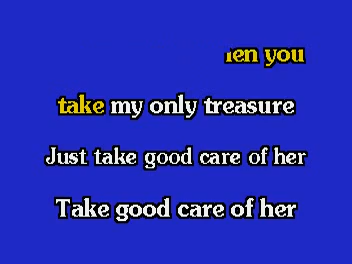 you
take my only treasure
Just take good care of her
Take good care of her